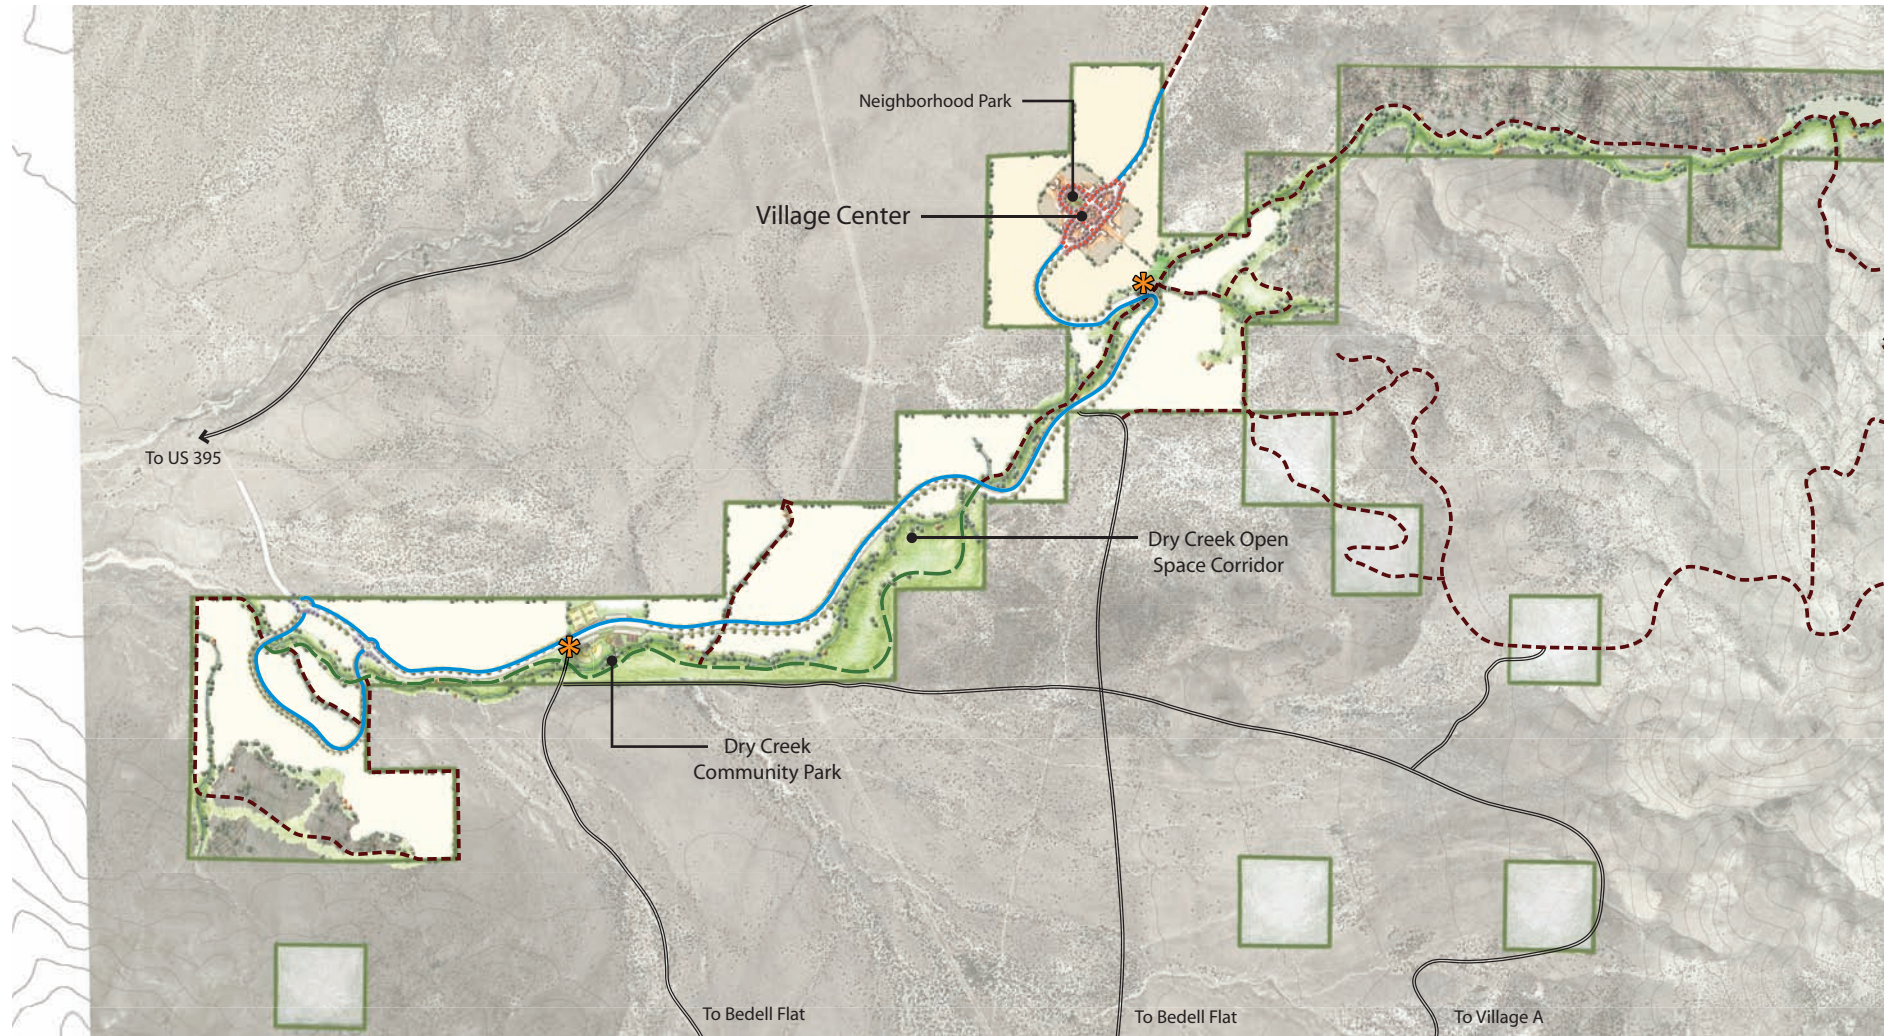 Neighborhood Park
Village Center
To US 395
Dry Creek Open
Space Corridor
Dry Creek
Community Park
To Bedell Flat
To Bedell Flat
To Village A